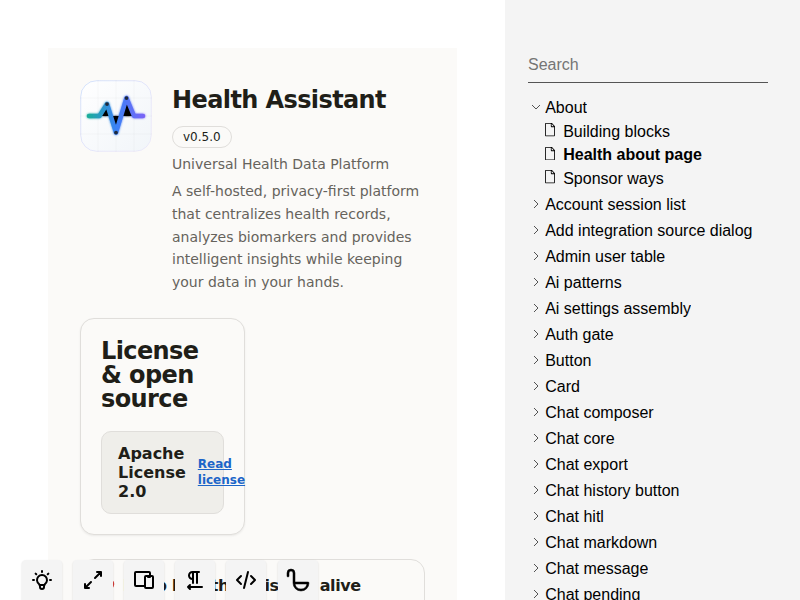 Health Assistant
v0.5.0
Universal Health Data Platform
A self-hosted, privacy-first platform
that centralizes health records,
analyzes biomarkers and provides
intelligent insights while keeping
your data in your hands.
License
& open
source
Apache
License
2.0
Read
license
alive
Search
About
Building blocks
Health about page
Sponsor ways
Account session list
Add integration source dialog
Admin user table
Ai patterns
Ai settings assembly
Auth gate
Button
Card
Chat composer
Chat core
Chat export
Chat history button
Chat hitl
Chat markdown
Chat message
Chat pending